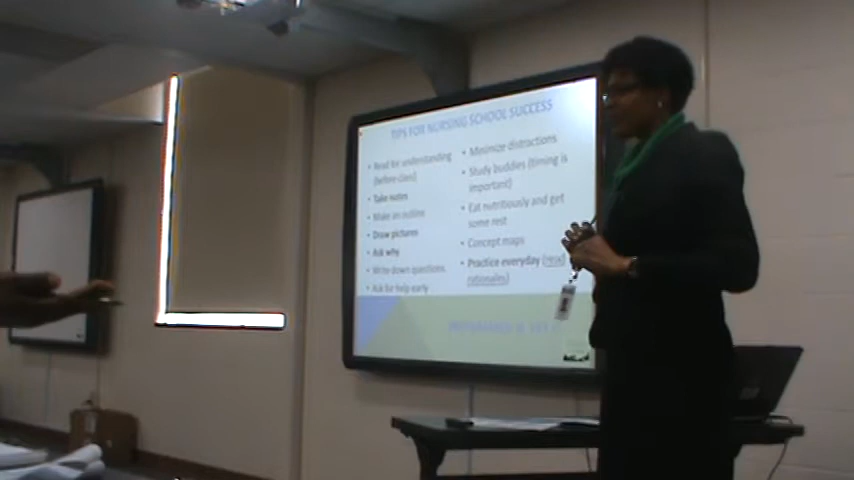 TIPS FOR NURSING SCHOOL SUCCESS
• Read for understanding
(before class)
• Take notes
• Make an outline
• Draw pictures
• Ask why
• Write down questions
• Ask for help early
• Minimize distractions
• Study buddies (timing is
important)
• Eat nutritiously and get
some rest
• Concept maps
• Practice everyday (read
rationales)